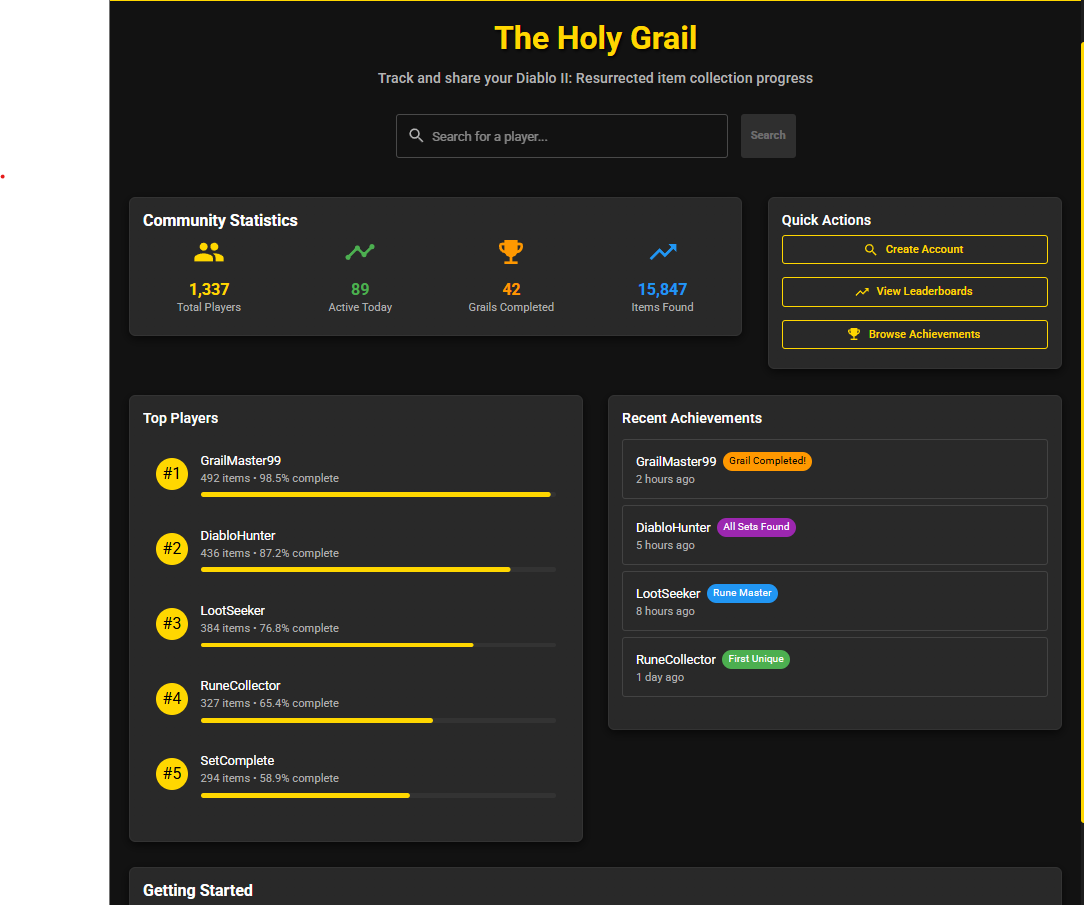 The Holy Grail
Track and share your Diablo II: Resurrected item collection progress
Search for a player...
Search
Community Statistics
1,337
Total Players
89
Active Today
42
Grails Completed
15,847
Items Found
Quick Actions
Create Account
View Leaderboards
Browse Achievements
Top Players
#1
GrailMaster99
492 items • 98.5% complete
#2
DiabloHunter
436 items • 87.2% complete
#3
LootSeeker
384 items • 76.8% complete
#4
RuneCollector
327 items • 65.4% complete
#5
SetComplete
294 items • 58.9% complete
Recent Achievements
GrailMaster99 Grail Completed!
2 hours ago
DiabloHunter All Sets Found
5 hours ago
LootSeeker Rune Master
8 hours ago
RuneCollector First Unique
1 day ago
Getting Started